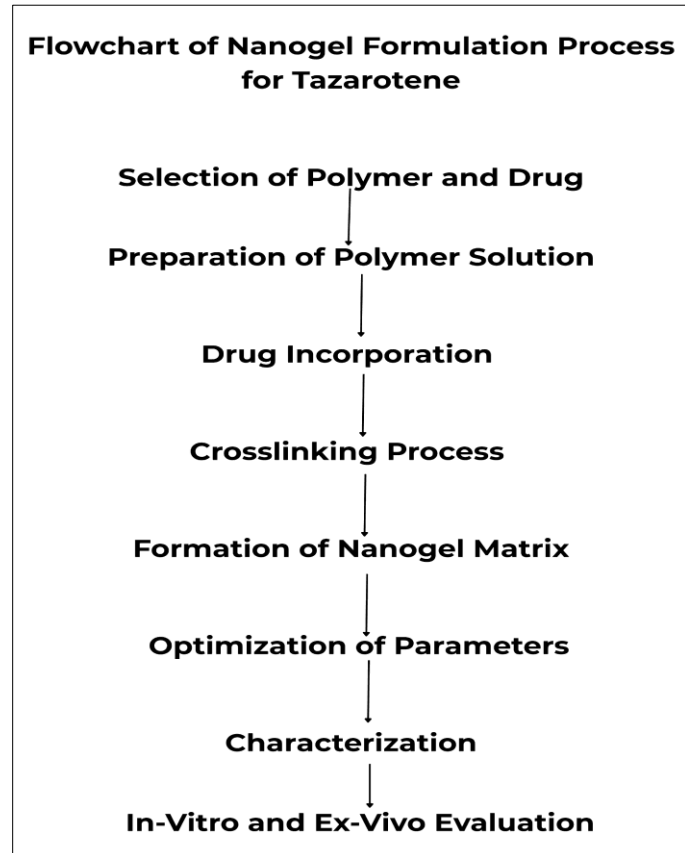 Flowchart of Nanogel Formulation Process
for Tazarotene
Selection of Polymer and Drug
Preparation of Polymer Solution
Drug Incorporation
Crosslinking Process
Formation of Nanogel Matrix
Optimization of Parameters
Characterization
In-Vitro and Ex-Vivo Evaluation